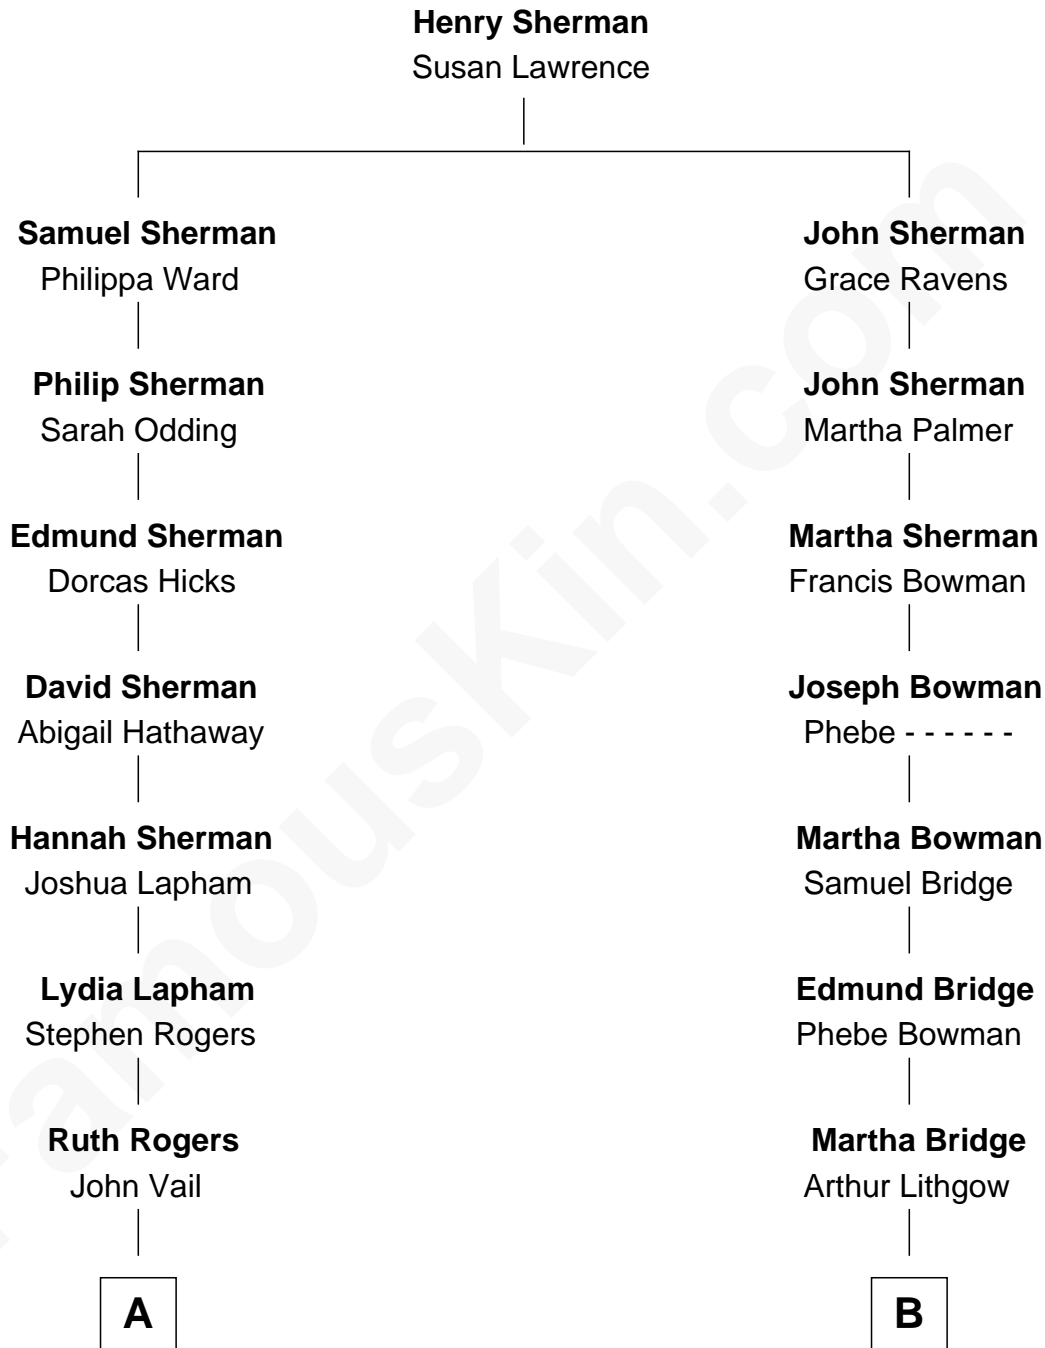 Henry Sherman
Susan Lawrence
Samuel Sherman
Philippa Ward
John Sherman
Grace Ravens
Philip Sherman
Sarah Odding
John Sherman
Martha Palmer
Edmund Sherman
Dorcas Hicks
Martha Sherman
Francis Bowman
David Sherman
Abigail Hathaway
Joseph Bowman
Phebe - - - - - -
Hannah Sherman
Joshua Lapham
Martha Bowman
Samuel Bridge
Lydia Lapham
Stephen Rogers
Edmund Bridge
Phebe Bowman
Ruth Rogers
John Vail
Martha Bridge
Arthur Lithgow
A
B
FamousKin.com